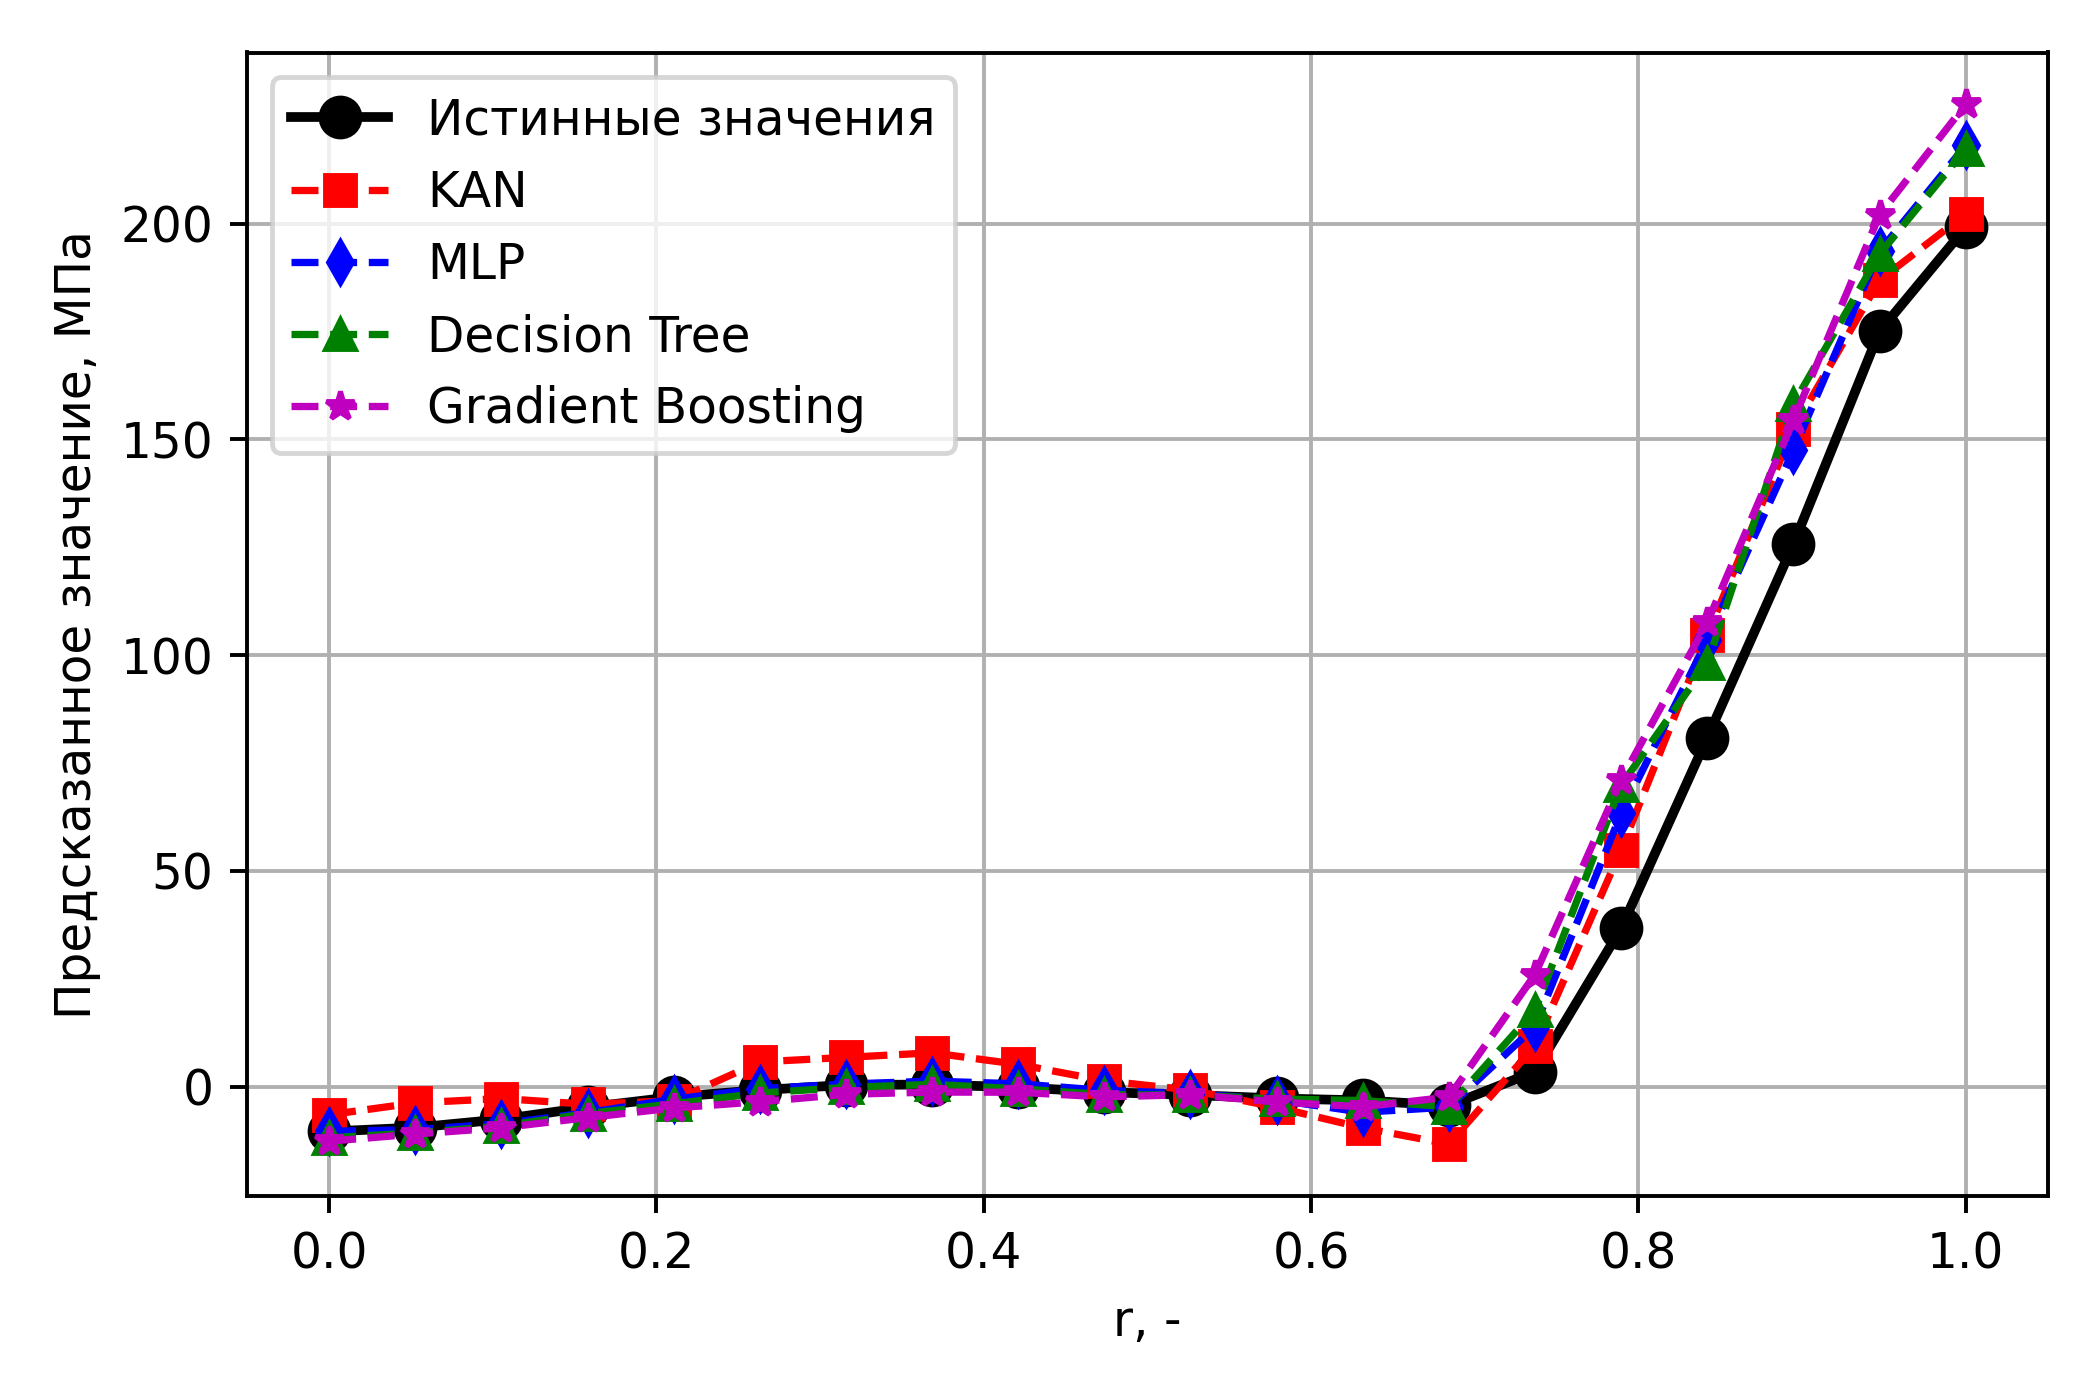 Предсказанное значение, МПа
200
150
100
50
0
Истинные значения
KAN
MLP
Decision Tree
Gradient Boosting
0.0 0.2 0.4 0.6 0.8 1.0
r, -